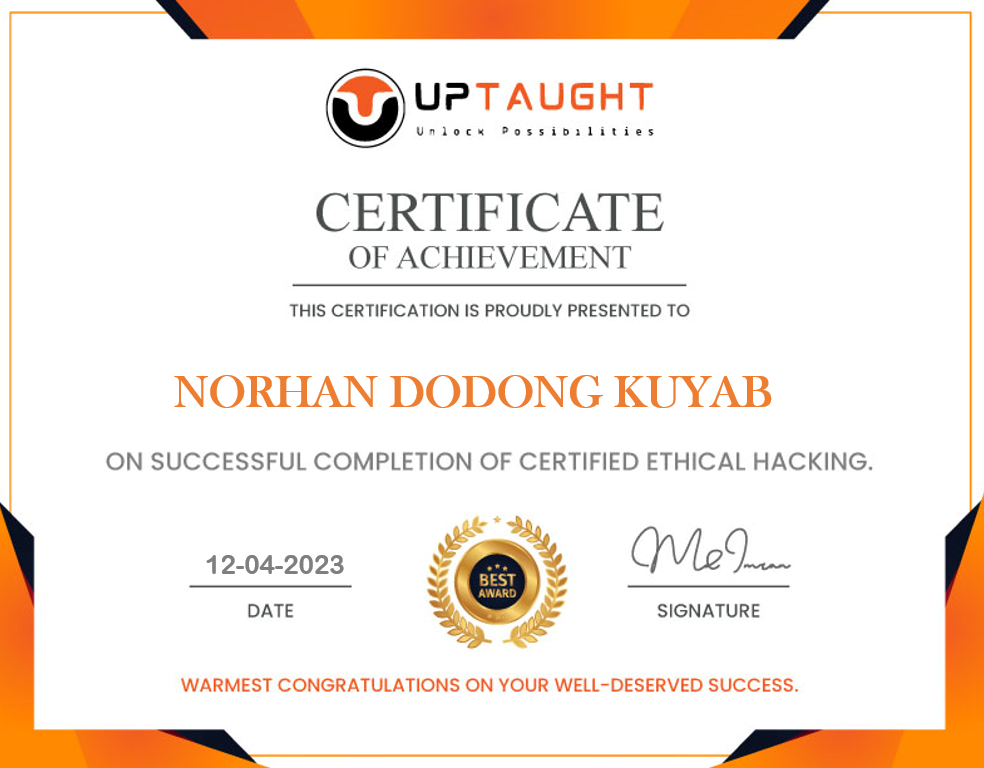 UPTAUGHT
Unlock Possibilities
CERTIFICATE
OF ACHIEVEMENT
THIS CERTIFICATION IS PROUDLY PRESENTED TO
NORHAN DODONG KUYAB
ON SUCCESSFUL COMPLETION OF CERTIFIED ETHICAL HACKING.
12-04-2023
DATE
BEST
AWARD
SIGNATURE
WARMEST CONGRATULATIONS ON YOUR WELL-DESERVED SUCCESS.